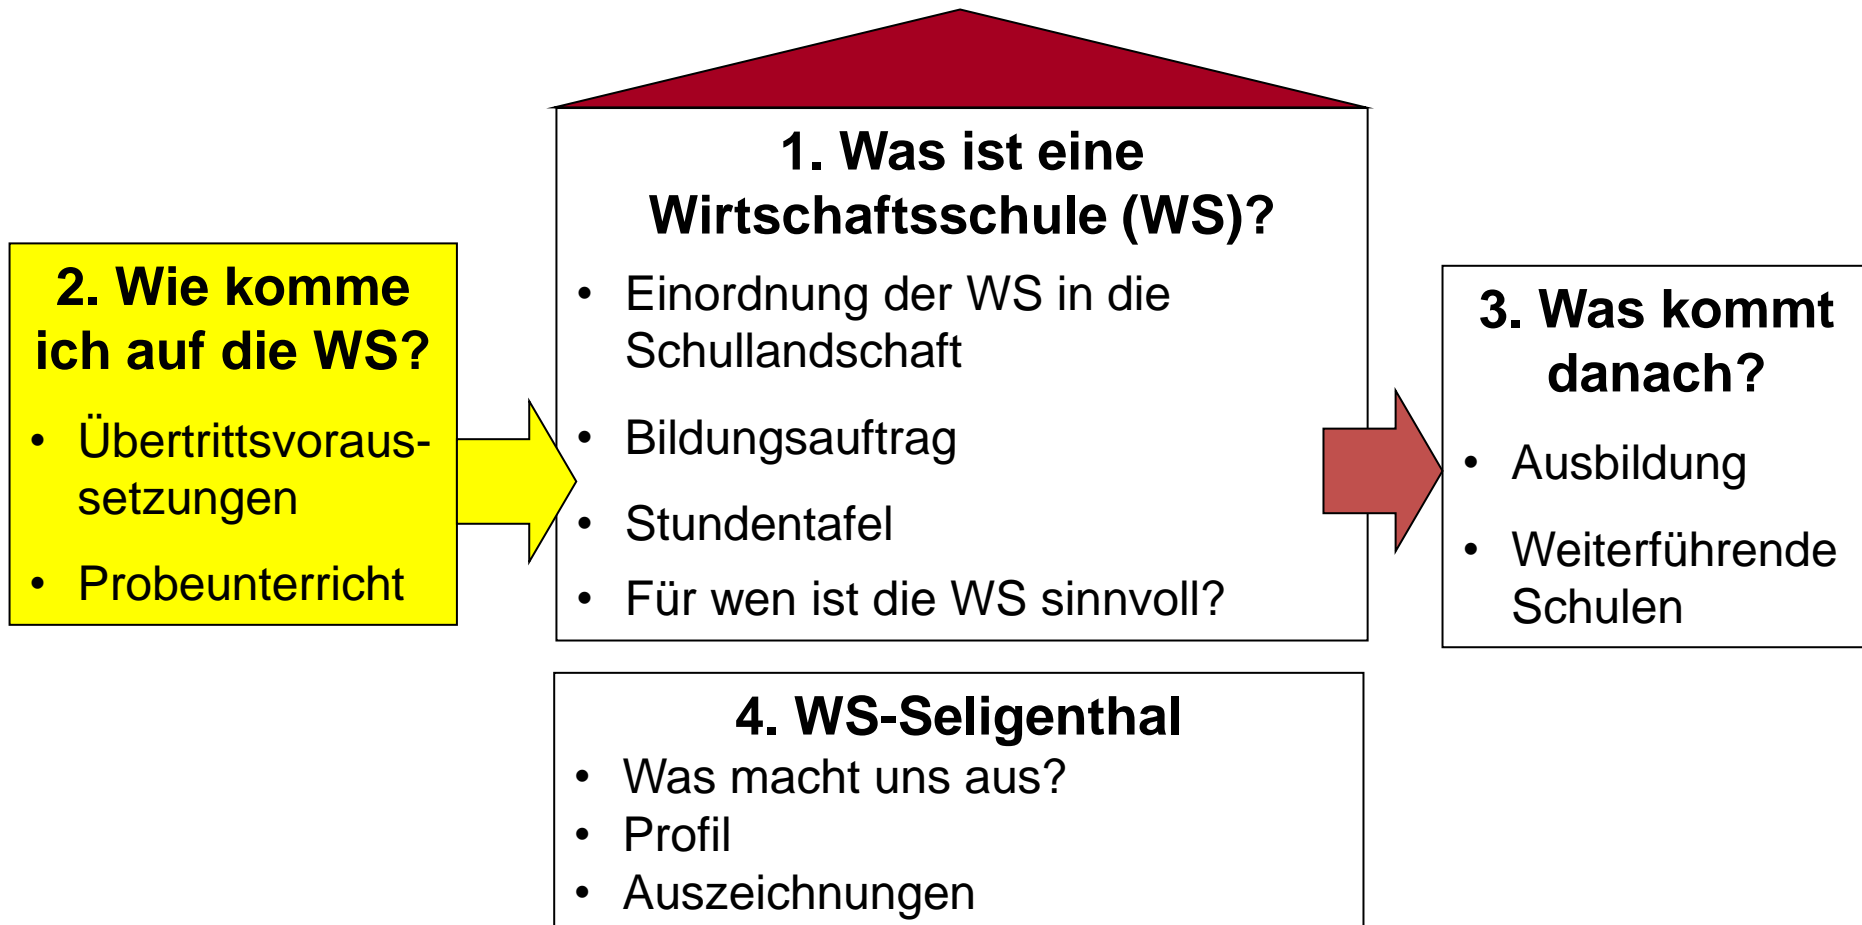 1. Was ist eine
Wirtschaftsschule (WS)?
• Einordnung der WS in die
Schullandschaft
• Bildungsauftrag
• Stundentafel
• Für wen ist die WS sinnvoll?
2. Wie komme
ich auf die WS?
• Übertrittsvoraus-
setzungen
• Probeunterricht
3. Was kommt
danach?
• Ausbildung
• Weiterführende
Schulen
4. WS-Seligenthal
• Was macht uns aus?
• Profil
• Auszeichnungen